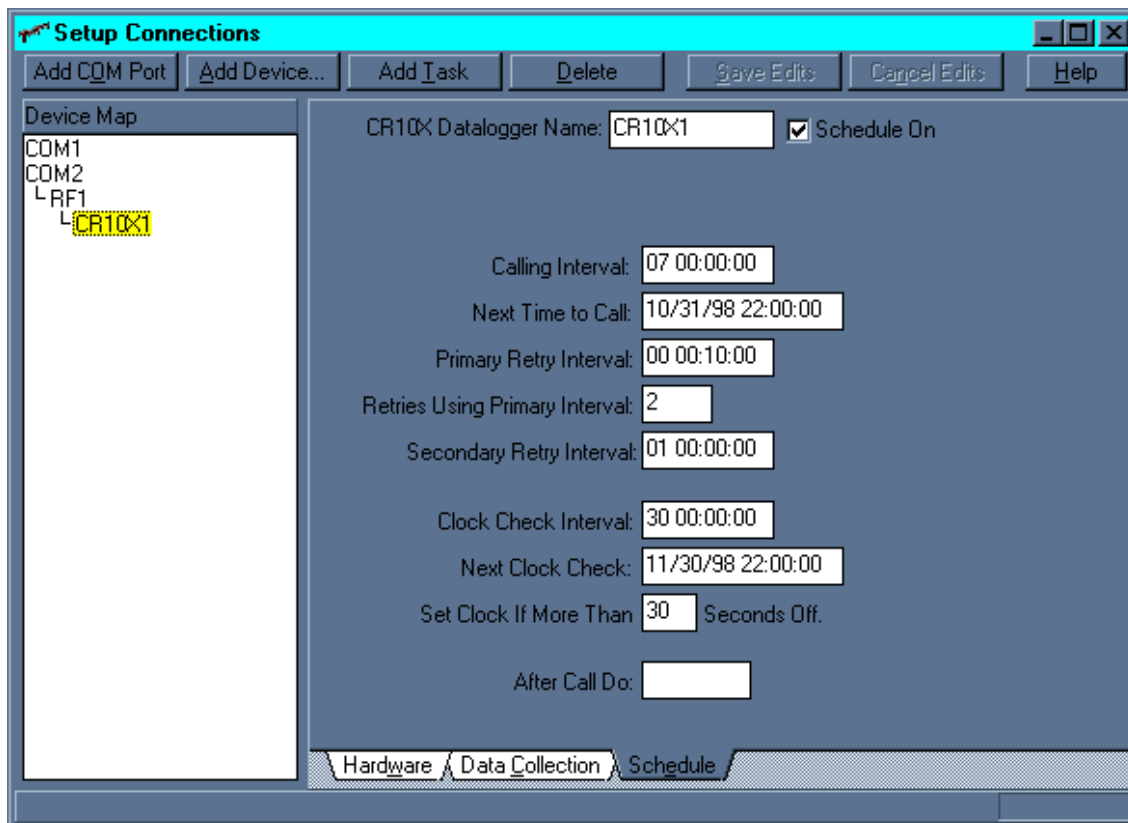 Setup Connections
Add COM Port Add Device... Add Task Delete Save Edits Cancel Edits Help
Device Map
COM1
COM2
RF1
CR10X1
CR10X Datalogger Name: CR10X1 Schedule On
Calling Interval: 07 00:00:00
Next Time to Call: 10/31/98 22:00:00
Primary Retry Interval: 00 00:10:00
Retries Using Primary Interval: 2
Secondary Retry Interval: 01 00:00:00
Clock Check Interval: 30 00:00:00
Next Clock Check: 11/30/98 22:00:00
Set Clock If More Than 30 Seconds Off.
After Call Do:
Hardware Data Collection Schedule